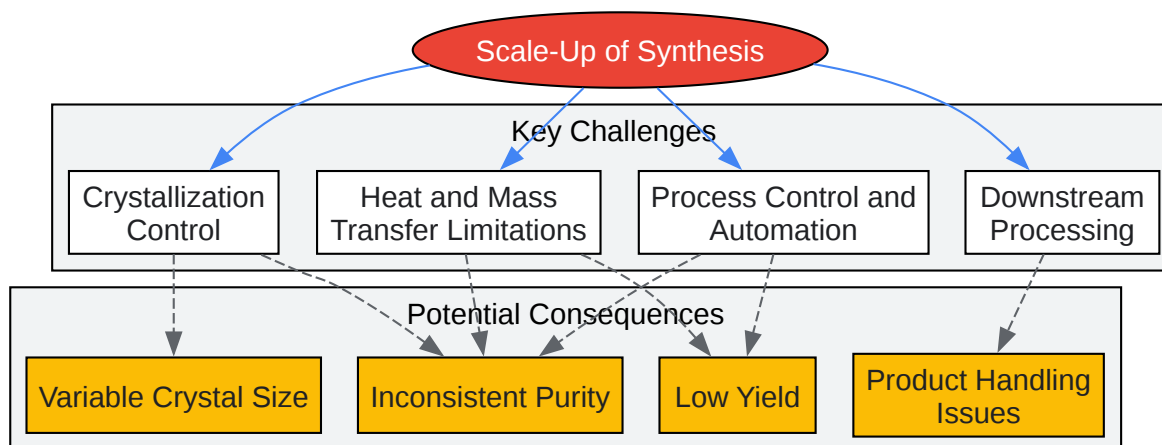 Scale-Up of Synthesis
Key Challenges
Crystallization
Control
Heat and Mass
Transfer Limitations
Process Control and
Automation
Downstream
Processing
Potential Consequences
Variable Crystal Size
Inconsistent Purity
Low Yield
Product Handling
Issues